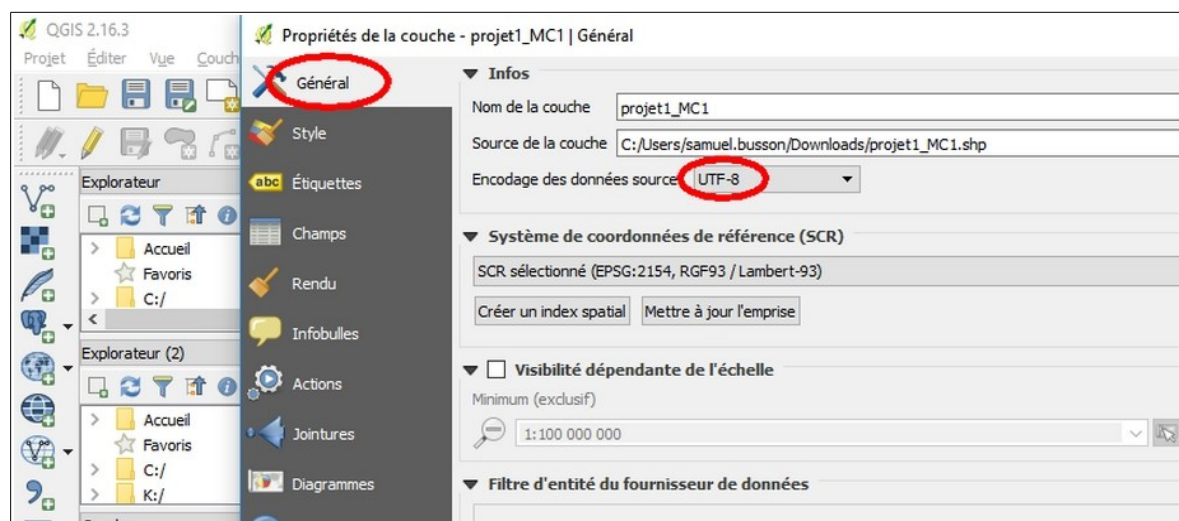 QGIS 2.16.3
Projet Éditer Vue Couch
Explorateur
Accueil
Favoris
C:/
Explorateur (2)
Accueil
Favoris
C:/
K:/
Propriétés de la couche - projet1_MC1 | Général
Général
Style
abc Étiquettes
Champs
Rendu
Infobulles
Actions
Jointures
Diagrammes
Infos
Nom de la couche projet1_MC1
Source de la couche C:/Users/samuel.busson/Downloads/projet1_MC1.shp
Encodage des données source UTF-8
Système de coordonnées de référence (SCR)
SCR sélectionné (EPSG:2154, RGF93 / Lambert-93)
Créer un index spatial Mettre à jour l'emprise
Visibilité dépendante de l'échelle
Minimum (exclusif)
1:100 000 000
Filtre d'entité du fournisseur de données